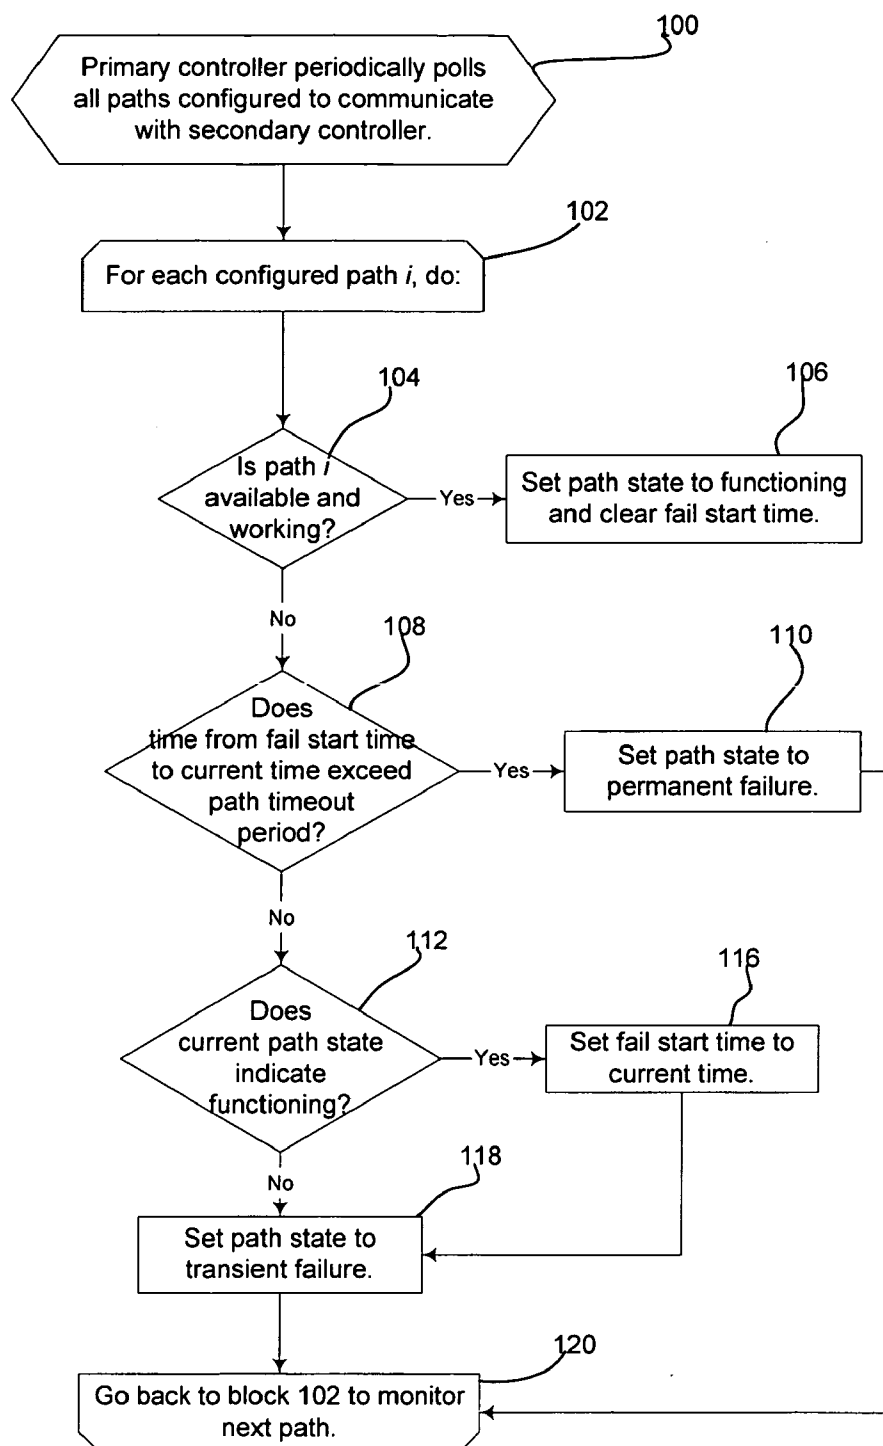 100
Primary controller periodically polls
all paths configured to communicate
with secondary controller.
102
For each configured path i, do:
104
Is path i
available and
working?
Yes
106
Set path state to functioning
and clear fail start time.
No
108
Does
time from fail start time
to current time exceed
path timeout
period?
Yes
110
Set path state to
permanent failure.
No
112
Does
current path state
indicate
functioning?
Yes
116
Set fail start time to
current time.
No
118
Set path state to
transient failure.
120
Go back to block 102 to monitor
next path.